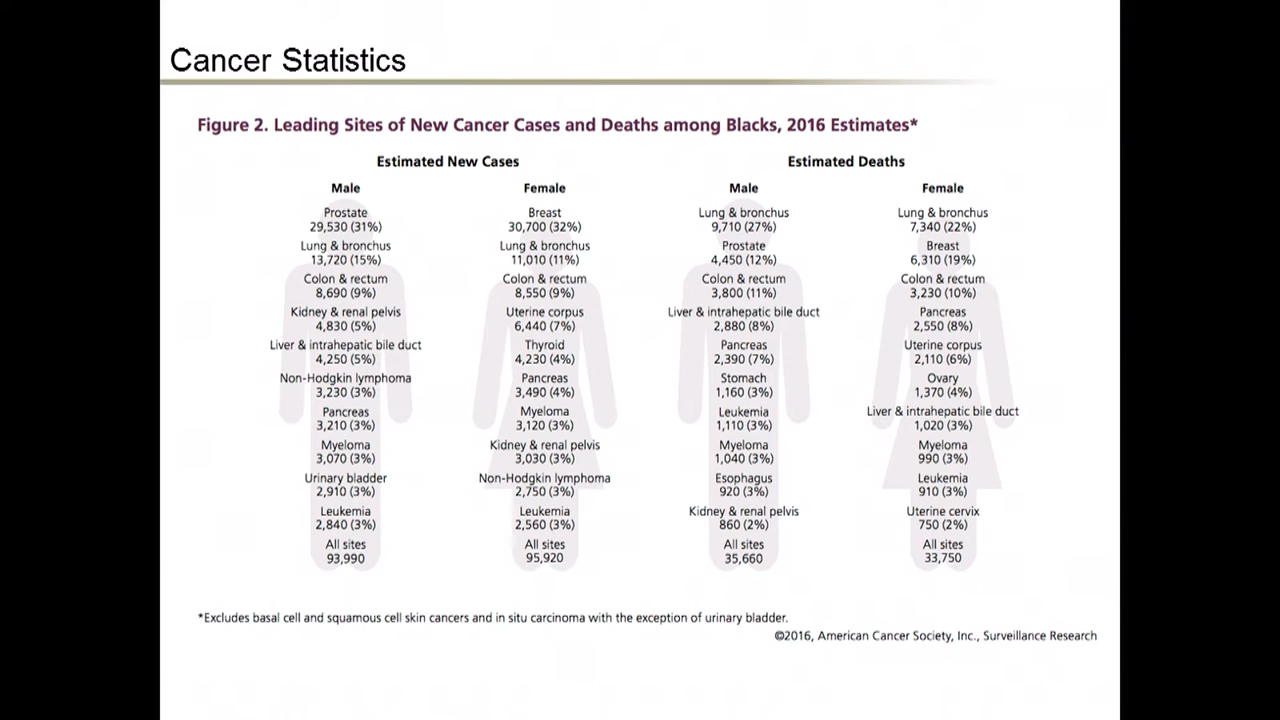 Cancer Statistics
Figure 2. Leading Sites of New Cancer Cases and Deaths among Blacks, 2016 Estimates*
Estimated New Cases
Male
Prostate
29,530 (31%)
Lung & bronchus
13,720 (15%)
Colon & rectum
8,690 (9%)
Kidney & renal pelvis
4,830 (5%)
Liver & intrahepatic bile duct
4,250 (5%)
Non-Hodgkin lymphoma
3,230 (3%)
Pancreas
3,210 (3%)
Myeloma
3,070 (3%)
Urinary bladder
2,910 (3%)
Leukemia
2,840 (3%)
All sites
93,990
Female
Breast
30,700 (32%)
Lung & bronchus
11,010 (11%)
Colon & rectum
8,550 (9%)
Uterine corpus
6,440 (7%)
Thyroid
4,230 (4%)
Pancreas
3,490 (4%)
Myeloma
3,120 (3%)
Kidney & renal pelvis
3,030 (3%)
Non-Hodgkin lymphoma
2,750 (3%)
Leukemia
2,560 (3%)
All sites
95,920
Estimated Deaths
Male
Lung & bronchus
9,710 (27%)
Prostate
4,450 (12%)
Colon & rectum
3,800 (11%)
Liver & intrahepatic bile duct
2,880 (8%)
Pancreas
2,390 (7%)
Stomach
1,160 (3%)
Leukemia
1,110 (3%)
Myeloma
1,040 (3%)
Esophagus
920 (3%)
Kidney & renal pelvis
860 (2%)
All sites
35,660
Female
Lung & bronchus
7,340 (22%)
Breast
6,310 (19%)
Colon & rectum
3,230 (10%)
Pancreas
2,550 (8%)
Uterine corpus
2,110 (6%)
Ovary
1,370 (4%)
Liver & intrahepatic bile duct
1,020 (3%)
Myeloma
990 (3%)
Leukemia
910 (3%)
Uterine cervix
750 (2%)
All sites
33,750
*Excludes basal cell and squamous cell skin cancers and in situ carcinoma with the exception of urinary bladder.
©2016, American Cancer Society, Inc., Surveillance Research